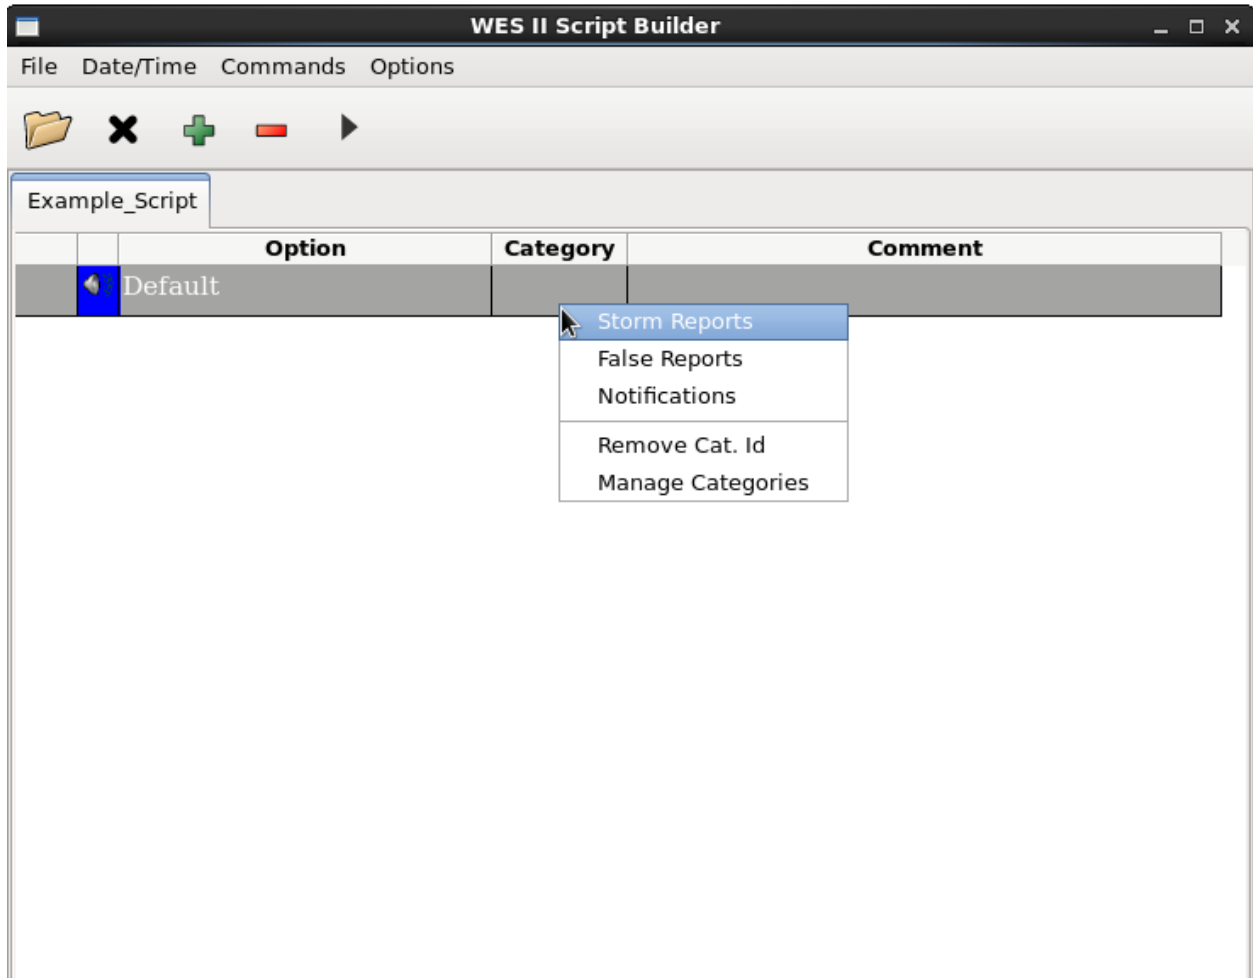 WES II Script Builder
File Date/Time Commands Options
Example_Script
Option Category Comment
Default
Storm Reports
False Reports
Notifications
Remove Cat. Id
Manage Categories